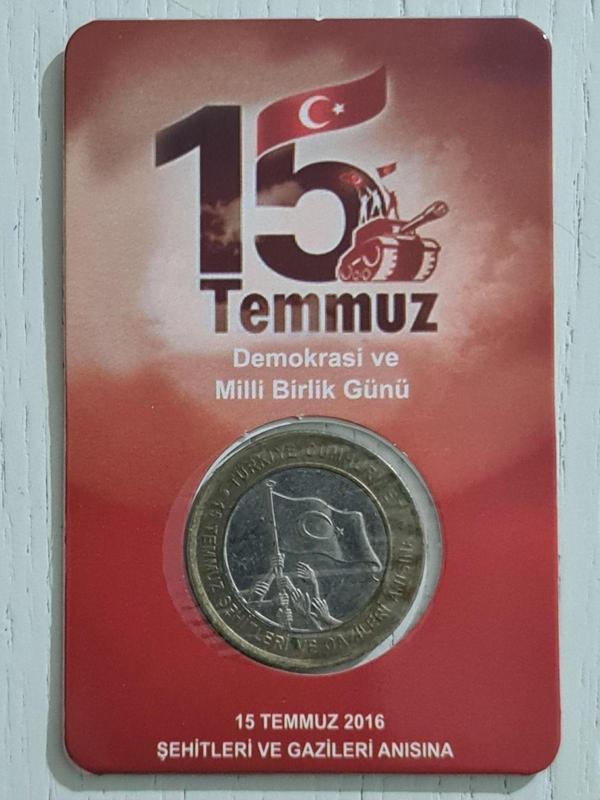 15
Temmuz
Demokrasi ve
Milli Birlik Günü
TÜRKİYE CUMHURİYETİ
15 TEMMUZ ŞEHİTLERİ VE GAZİLERİ ANISINA
15 TEMMUZ 2016
ŞEHİTLERİ VE GAZİLERİ ANISINA